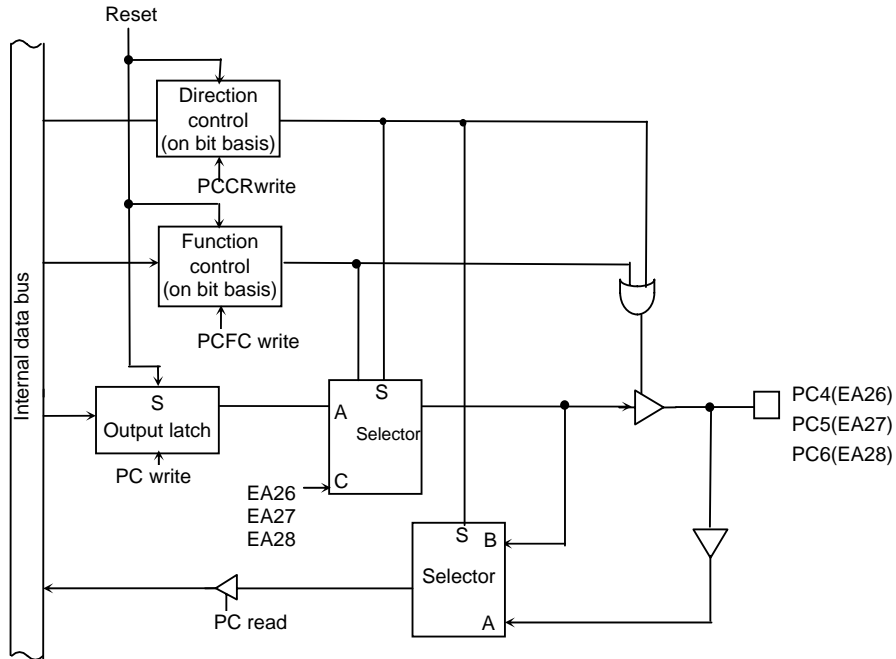 Reset
Direction
control
(on bit basis)
PCCRwrite
Function
control
(on bit basis)
PCFC write
Internal data bus
S
Output latch
PC write
S
A
Selector
C
EA26
EA27
EA28
PC4(EA26)
PC5(EA27)
PC6(EA28)
S
B
Selector
A
PC read